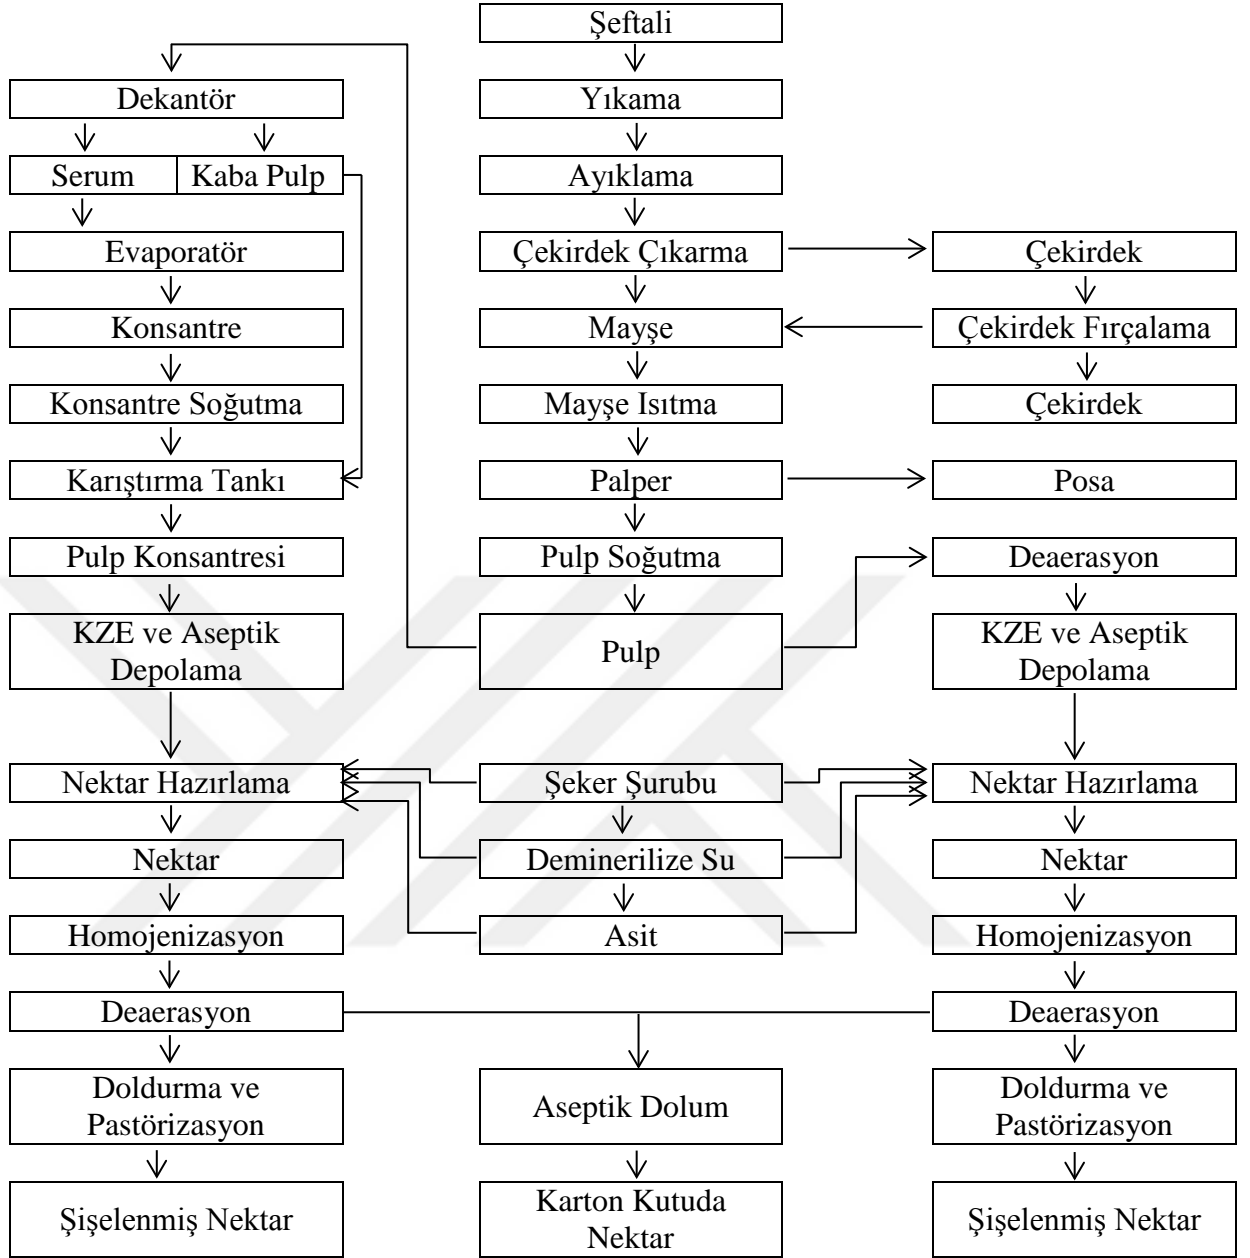 Şeftali
Dekantör
Yıkama
Serum
Kaba Pulp
Ayıklama
Evaporatör
Çekirdek Çıkarma
Çekirdek
Konsantre
Mayşe
Çekirdek Fırçalama
Konsantre Soğutma
Mayşe Isıtma
Çekirdek
Karıştırma Tankı
Palper
Posa
Pulp Konsantresi
Pulp Soğutma
Deaerasyon
KZE ve Aseptik
Depolama
Pulp
KZE ve Aseptik
Depolama
Nektar Hazırlama
Şeker Şurubu
Nektar Hazırlama
Nektar
Deminerilize Su
Nektar
Homojenizasyon
Asit
Homojenizasyon
Deaerasyon
Deaerasyon
Doldurma ve
Pastörizasyon
Aseptik Dolum
Doldurma ve
Pastörizasyon
Şişelenmiş Nektar
Karton Kutuda
Nektar
Şişelenmiş Nektar